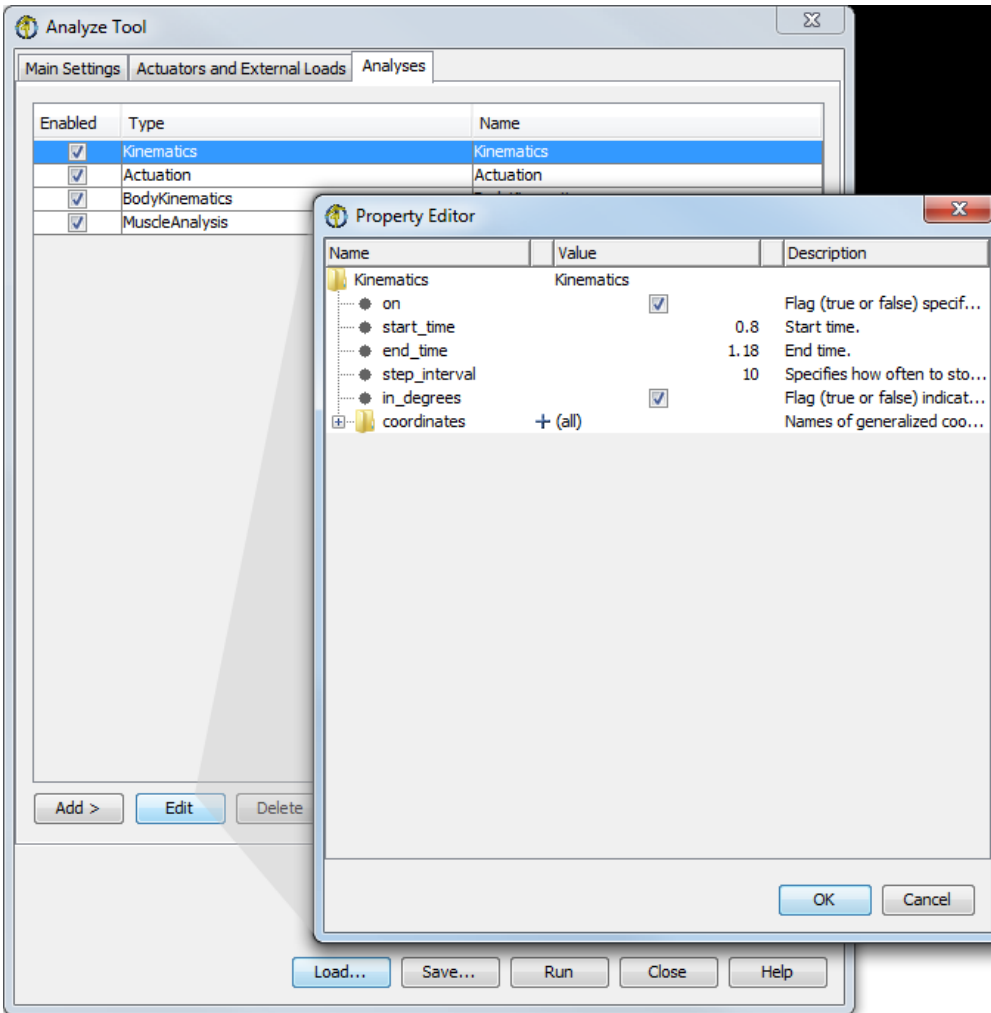 Analyze Tool
Main Settings Actuators and External Loads Analyses
Enabled Type Name
Kinematics Kinematics
Actuation Actuation
BodyKinematics
MuscleAnalysis
Property Editor
Name Value Description
Kinematics Kinematics
on Flag (true or false) specif...
start_time 0.8 Start time.
end_time 1.18 End time.
step_interval 10 Specifies how often to sto...
in_degrees Flag (true or false) indicat...
coordinates (all) Names of generalized coo...
Add > Edit Delete
OK Cancel
Load... Save... Run Close Help